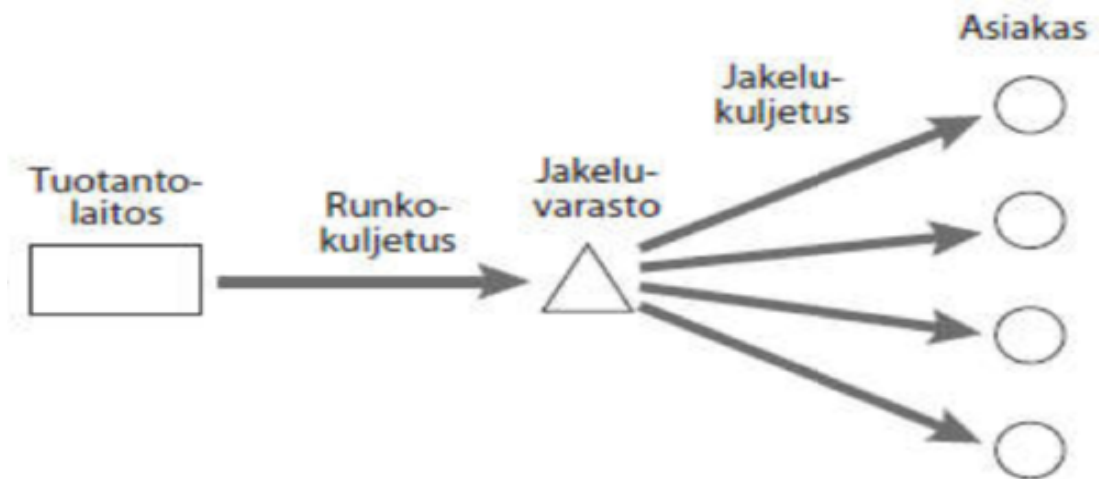 Asiakas
Jakelu-
kuljetus
Tuotanto-
laitos
Runko-
kuljetus
Jakelu-
varasto